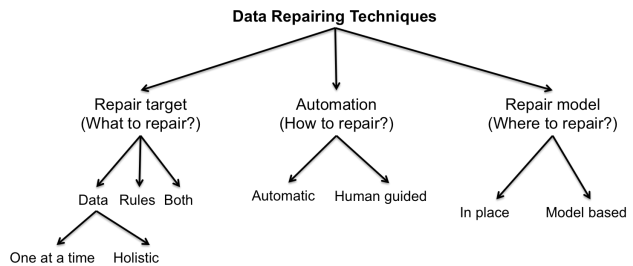 Data Repairing Techniques
Repair target
(What to repair?)
Automation
(How to repair?)
Repair model
(Where to repair?)
Data
Rules
Both
Automatic
Human guided
In place
Model based
One at a time
Holistic